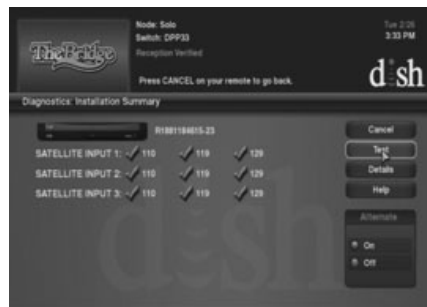 Node: Solo
Switch: DPP33
Reception Verified
Tue 2/26
3:33 PM
TheBridge
Press CANCEL on your remote to go back.
dish
Diagnostics: Installation Summary
R1881184615-23
SATELLITE INPUT 1: 110 119 129
SATELLITE INPUT 2: 110 119 129
SATELLITE INPUT 3: 110 119 129
Cancel
Test
Details
Help
Alternate
On
Off
dish